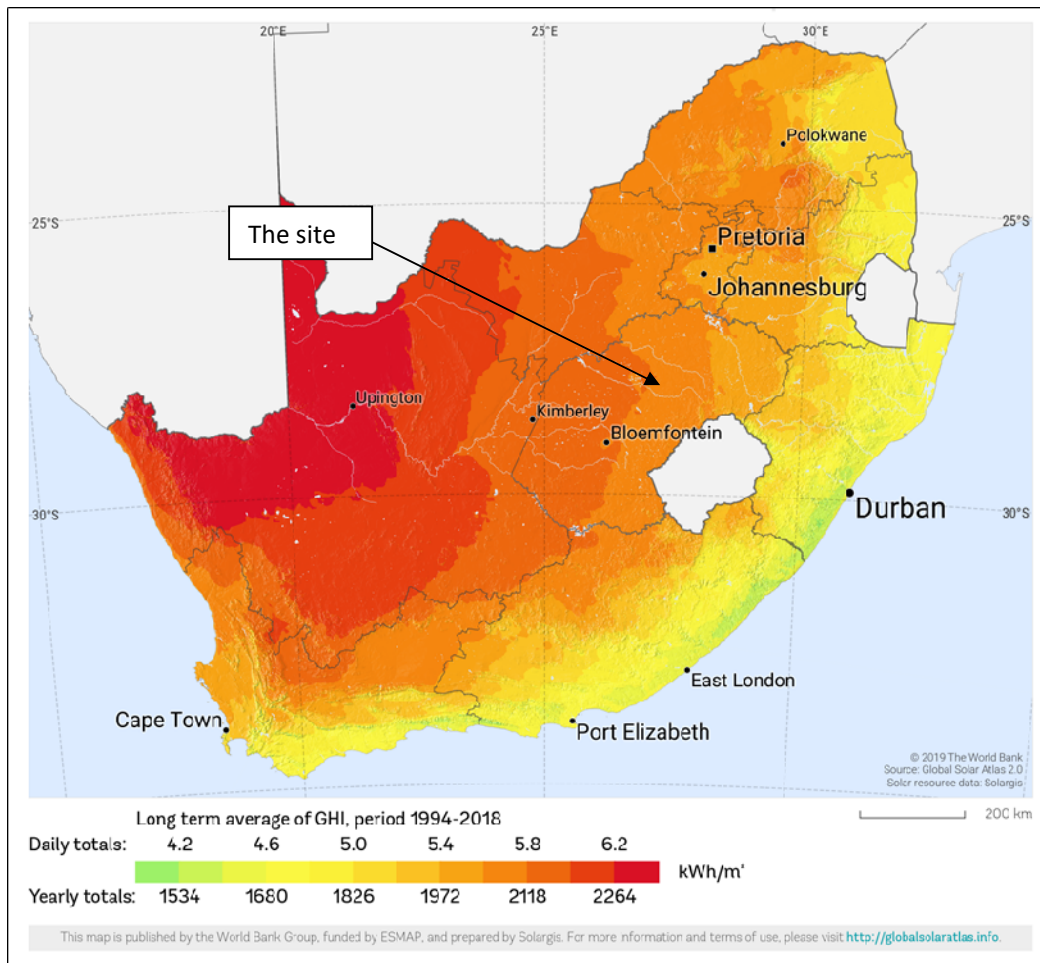 20°E 25°E 30°E
Polokwane
25°S 25°S
The site
Pretoria
Johannesburg
Upington
Kimberley
Bloemfontein
30°S 30°S
Durban
East London
Cape Town
Port Elizabeth
© 2019 The World Bank
Source: Global Solar Atlas 2.0
Solar resource data: Solargis
200 km
Long term average of GHI, period 1994-2018
Daily totals: 4.2 4.6 5.0 5.4 5.8 6.2
kWh/m²
Yearly totals: 1534 1680 1826 1972 2118 2264
This map is published by the World Bank Group, funded by ESMAP, and prepared by Solargis. For more information and terms of use, please visit http://globalsolaratlas.info.